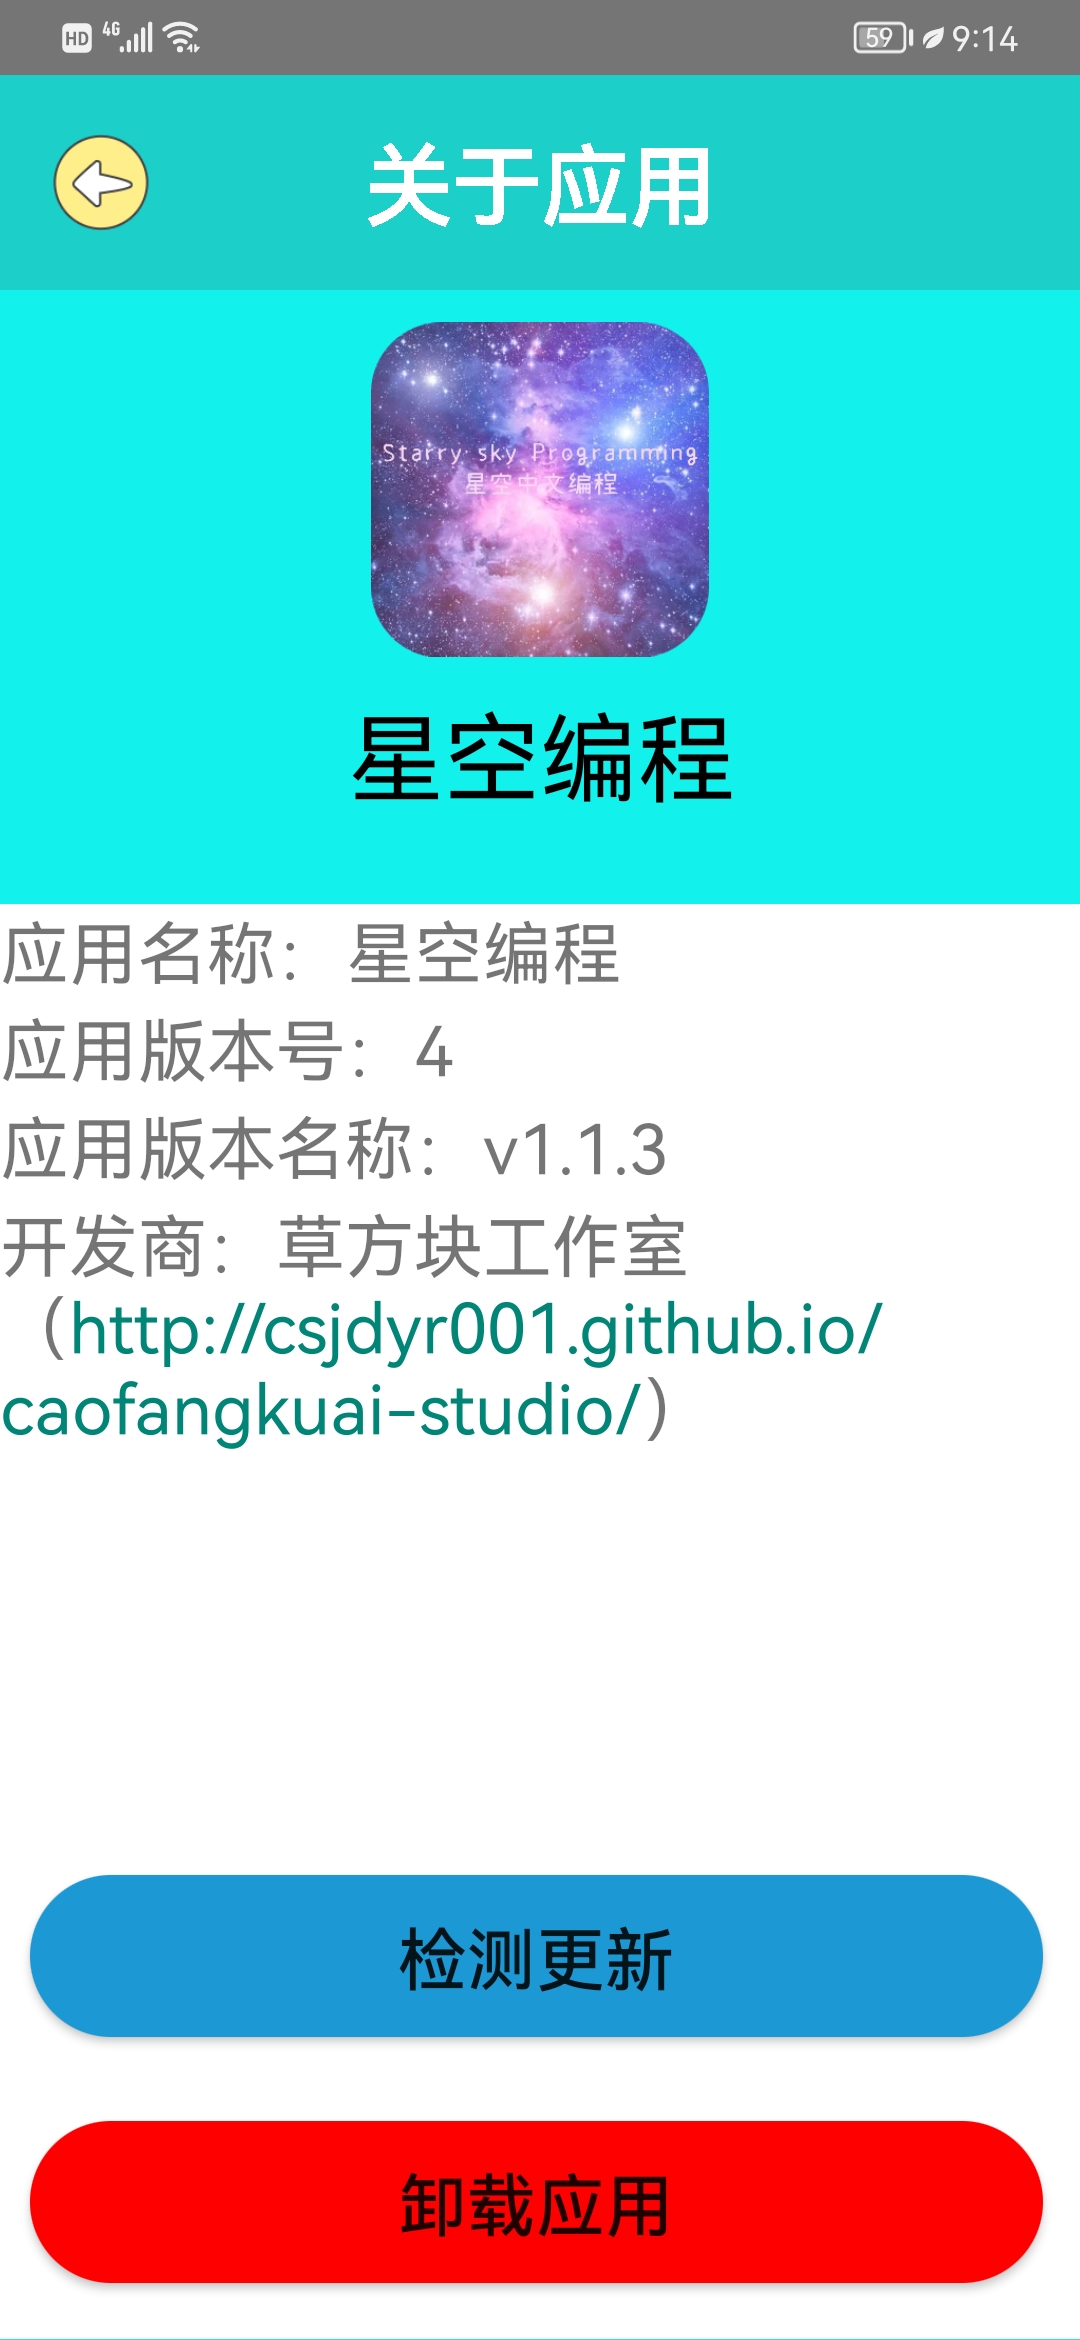 HD 4G 59 9:14
关于应用
Starry sky Programming
星空中文编程
星空编程
应用名称：星空编程
应用版本号：4
应用版本名称：v1.1.3
开发商：草方块工作室
（http://csjdyr001.github.io/
caofangkuai-studio/）
检测更新
卸载应用